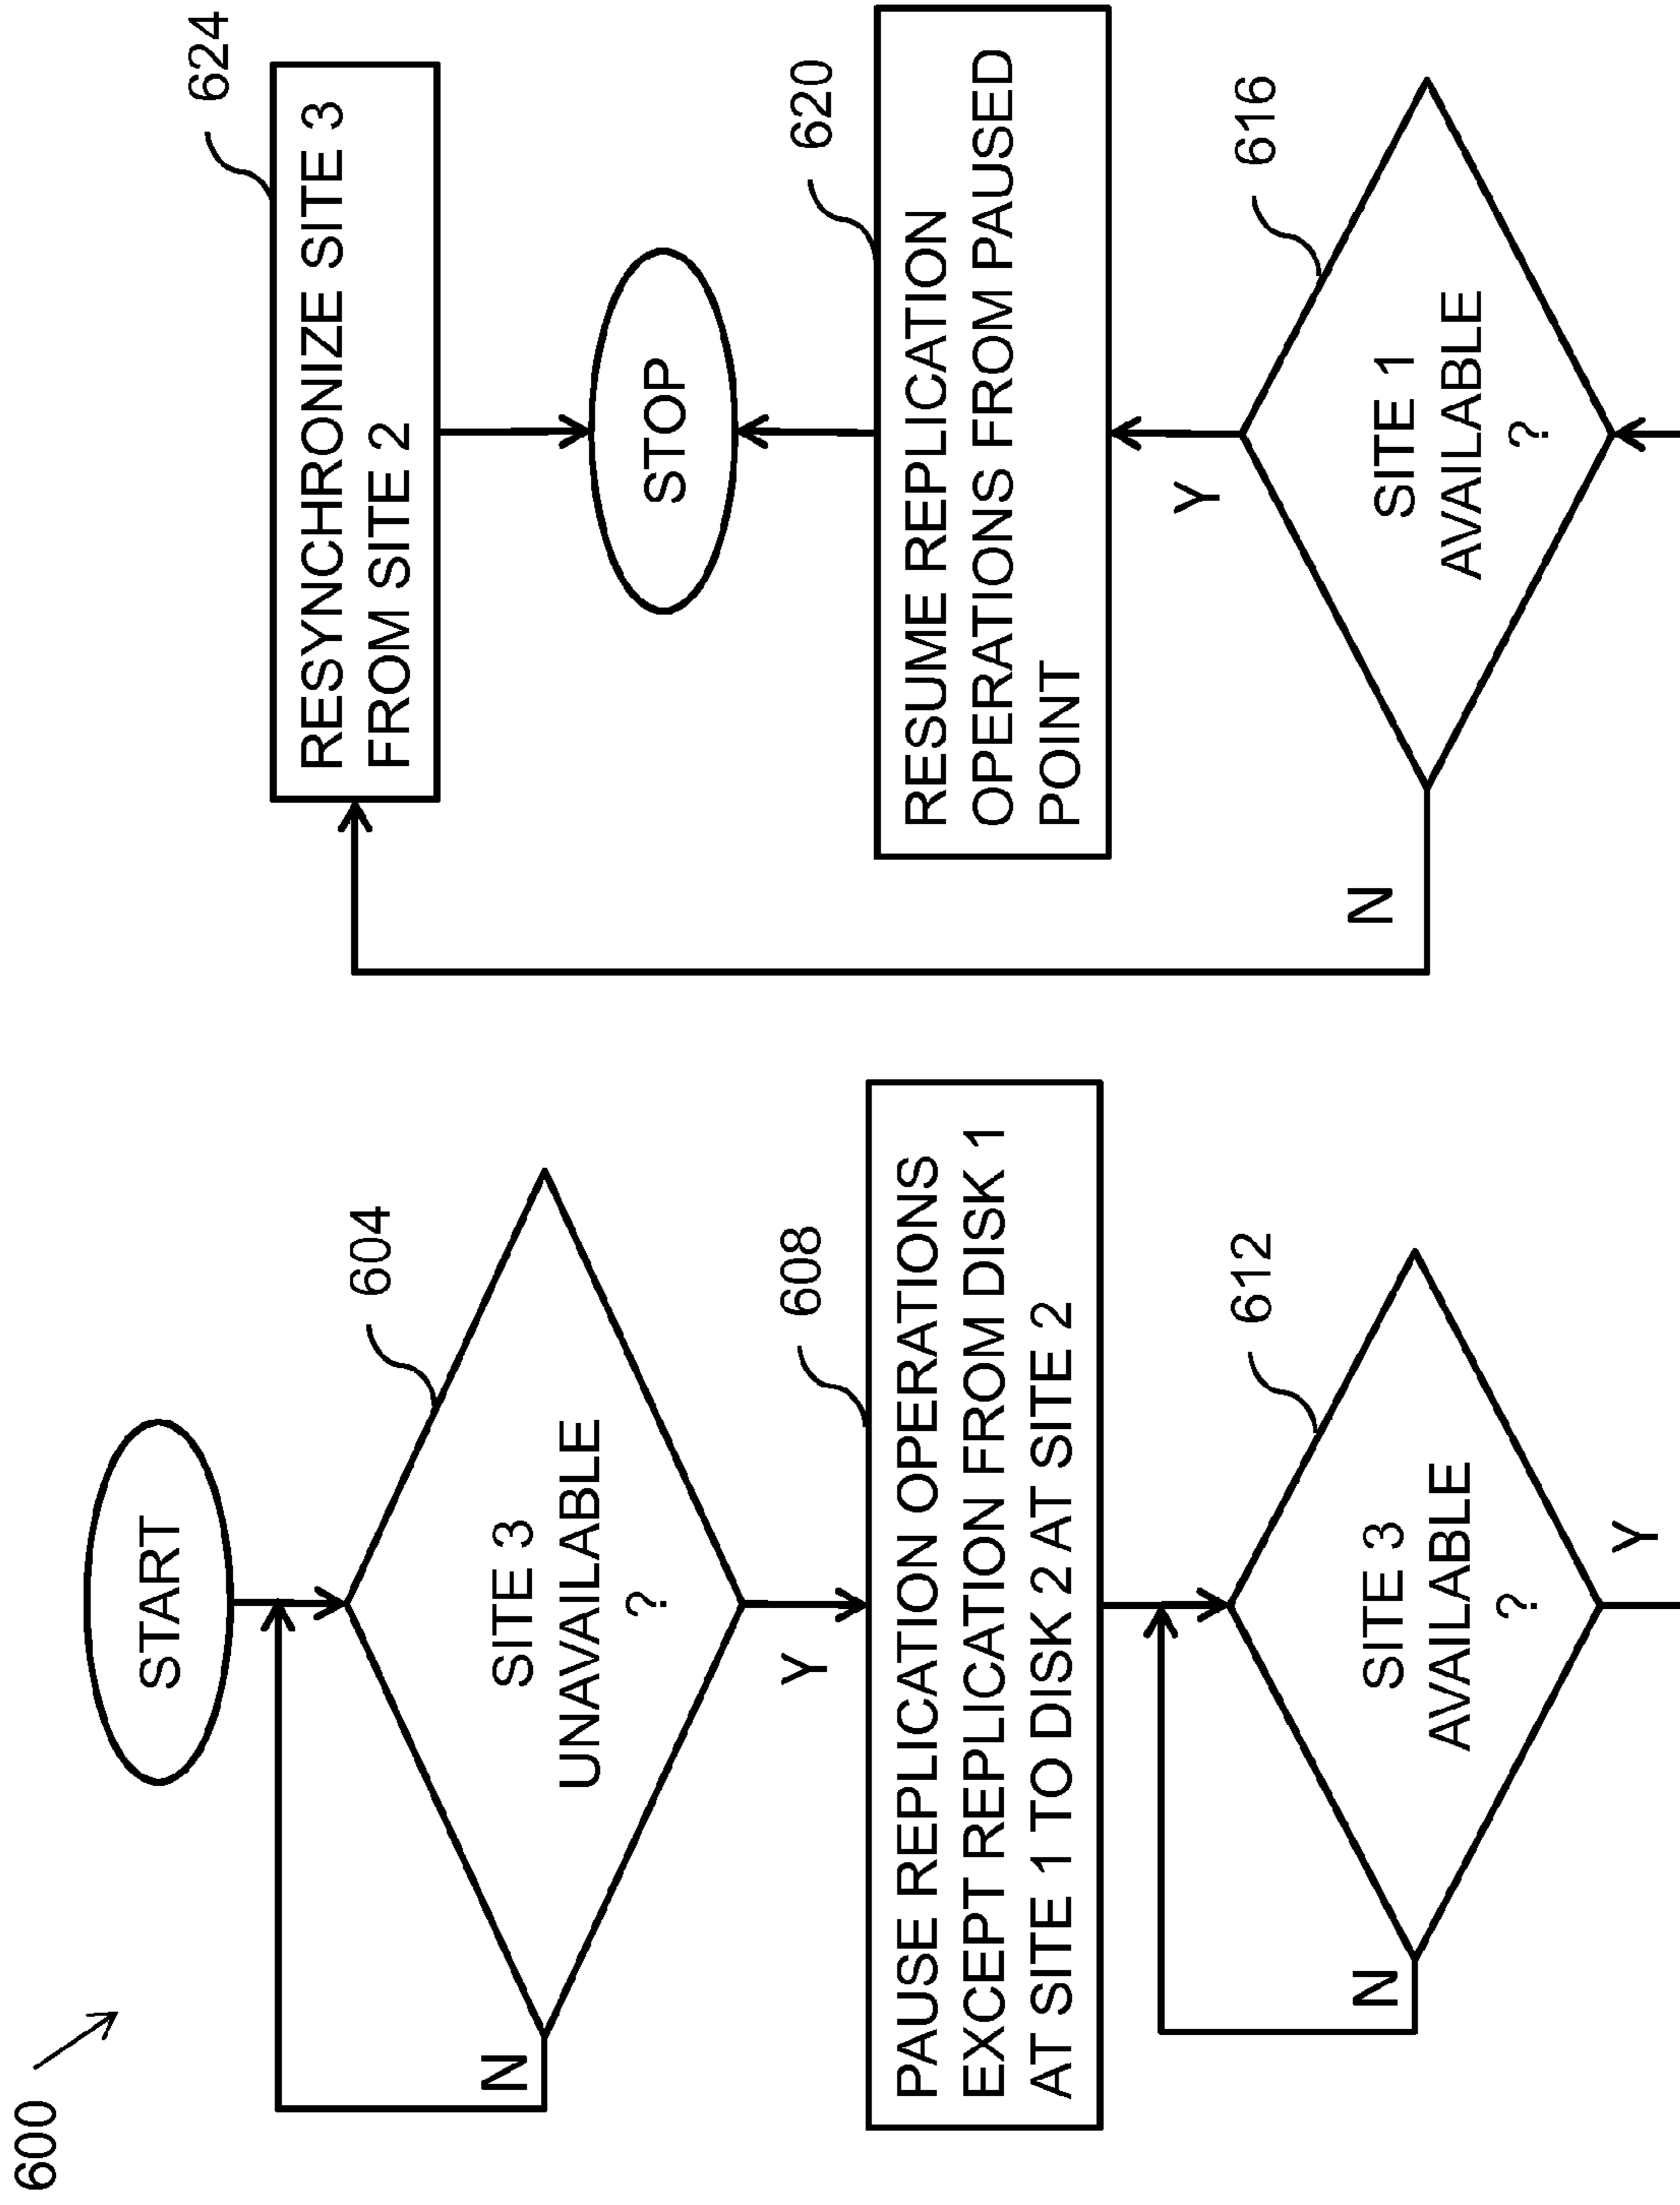 600
START
SITE 3
UNAVAILABLE
?
604
N
Y
PAUSE REPLICATION OPERATIONS
EXCEPT REPLICATION FROM DISK 1
AT SITE 1 TO DISK 2 AT SITE 2
608
SITE 3
AVAILABLE
?
612
N
Y
SITE 1
AVAILABLE
?
616
N
Y
RESUME REPLICATION
OPERATIONS FROM PAUSED
POINT
620
STOP
RESYNCHRONIZE SITE 3
FROM SITE 2
624